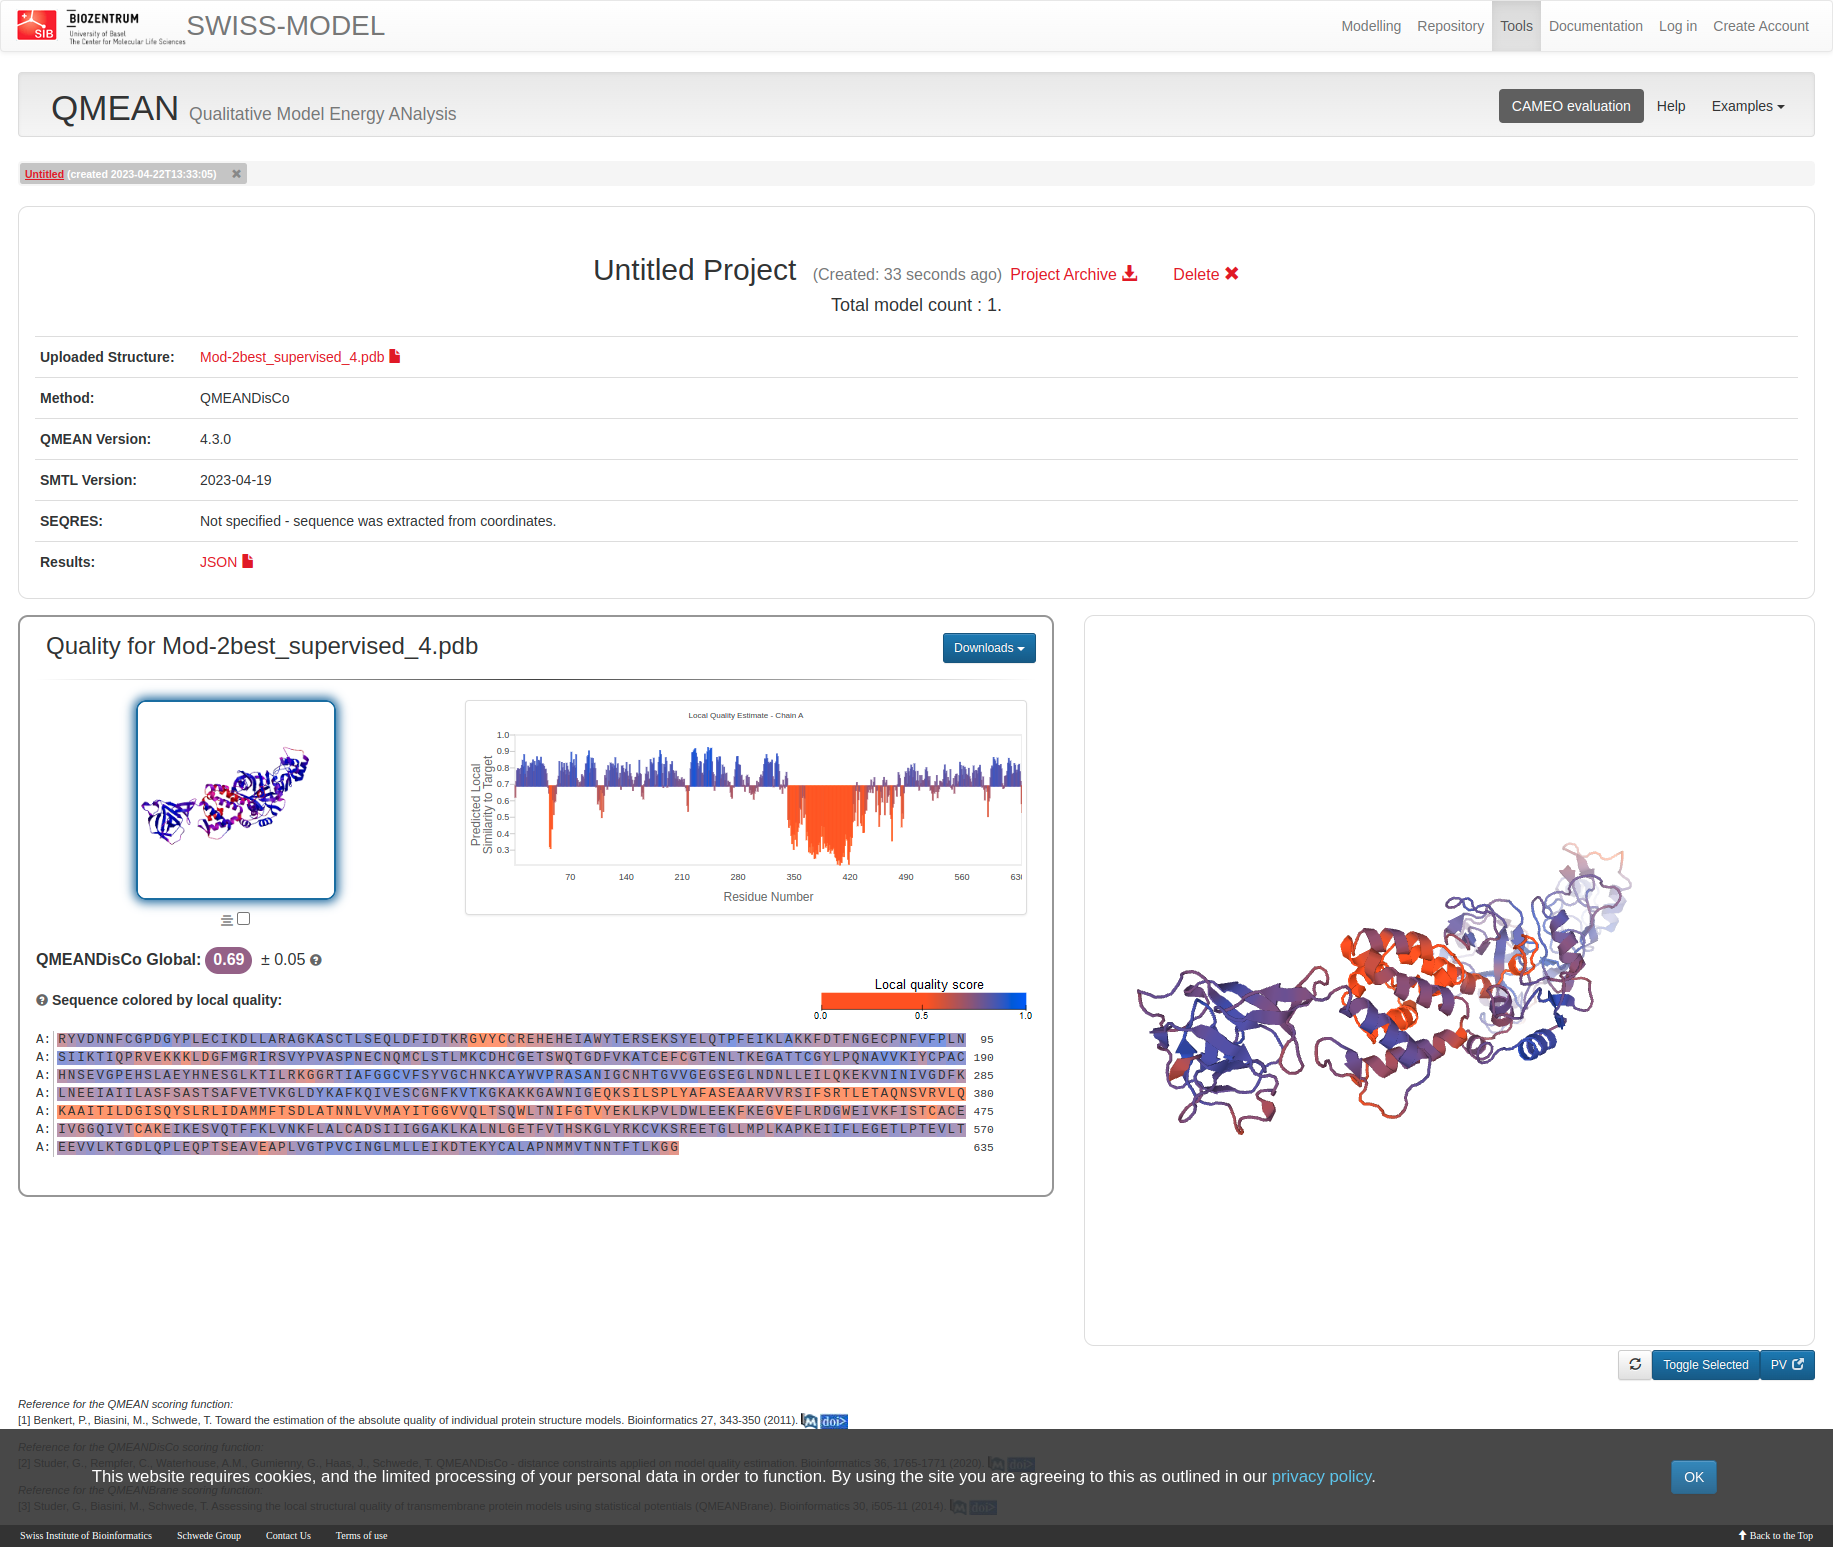 SIB
BIOZENTRUM
University of Basel
The Center for Molecular Life Sciences
SWISS-MODEL
Modelling Repository Tools Documentation Log in Create Account
QMEAN Qualitative Model Energy ANalysis
CAMEO evaluation Help Examples
Untitled (created 2023-04-22T13:33:05) ✖
Untitled Project (Created: 33 seconds ago) Project Archive Delete ✖
Total model count : 1.
Uploaded Structure: Mod-2best_supervised_4.pdb
Method: QMEANDisCo
QMEAN Version: 4.3.0
SMTL Version: 2023-04-19
SEQRES: Not specified - sequence was extracted from coordinates.
Results: JSON
Quality for Mod-2best_supervised_4.pdb
Downloads
Local Quality Estimate - Chain A
Predicted Local
Similarity to Target
1.0
0.9
0.8
0.7
0.6
0.5
0.4
0.3
70 140 210 280 350 420 490 560
Residue Number
QMEANDisCo Global: 0.69 ± 0.05
Sequence colored by local quality:
Local quality score
0.0 0.5 1.0
A: RYVDNNFCGPDGYPLECIKDLLARAGKASCTLSEQLDFIDTKRGVYCCREHEHEIAWYTERSEKSYELQTPFEIKLAKKFDTFNGECPNFVFPLN 95
A: SIIKTIQPRVEKKKLDGFMGRIRSVYPVASPNECNQMCLSTLMKCDHCGETSWQTGDFVKATCEFCGTENLTKEGATTCGYLPQNAVVKIYCPAC 190
A: HNSEVGPEHSLAEYHNESGLKTILRKGGRTIAFGGCVFSYVGCHNKCAYWVPRASANIGCNHTGVVGEGSEGLNDNLLEILQKEKVNINIVGDFK 285
A: LNEEIAIILASFSASTSAFVETVKGLDYKAFKQIVESCGNFKVTKGKAKKGAWNIGEQKSILSPLYAFASEAARVVRSIFSRTLETAQNSVRVLQ 380
A: KAAITILDGISQYSLRLIDAMMFTSDLATNNLVVMAYITGGVVQLTSQWLTNIFGTVYEKLKPVLDWLEEKFKEGVEFLRDGWEIVKFISTCACE 475
A: IVGGQIVTCAKEIKESVQTFFKLVNKFLALCADSIIIGGAKLKALNLGETFVTHSKGLYRKCVKSREETGLLMPLKAPKEIIFLEGETLPTEVLT 570
A: EEVVLKTGDLQPLEQPTSEAVEAPLVGTPVCINGLMLLEIKDTEKYCALAPNMMVTNNTFTLKGG 635
Toggle Selected PV
Reference for the QMEAN scoring function:
[1] Benkert, P., Biasini, M., Schwede, T. Toward the estimation of the absolute quality of individual protein structure models. Bioinformatics 27, 343-350 (2011). doi>
Reference for the QMEANDisCo scoring function:
[2] Studer, G., Rempfer, C., Waterhouse, A.M., Gumienny, G., Haas, J., Schwede, T. QMEANDisCo - distance constraints applied on model quality estimation. Bioinformatics 36, 1765-1771 (2020). doi>
This website requires cookies, and the limited processing of your personal data in order to function. By using the site you are agreeing to this as outlined in our privacy policy. OK
Reference for the QMEANBrane scoring function:
[3] Studer, G., Biasini, M., Schwede, T. Assessing the local structural quality of transmembrane protein models using statistical potentials (QMEANBrane). Bioinformatics 30, i505-11 (2014). doi>
Swiss Institute of Bioinformatics Schwede Group Contact Us Terms of use Back to the Top